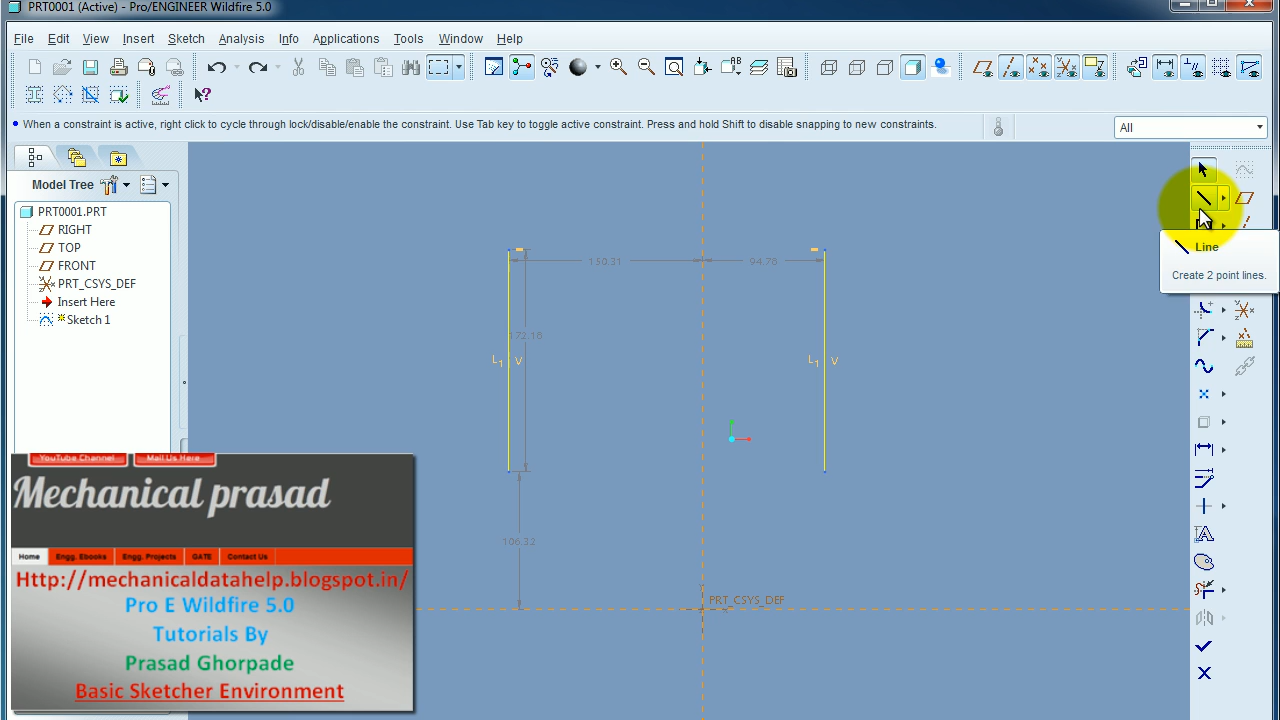 PRT0001 (Active) - Pro/ENGINEER Wildfire 5.0
File Edit View Insert Sketch Analysis Info Applications Tools Window Help
When a constraint is active, right click to cycle through lock/disable/enable the constraint. Use Tab key to toggle active constraint. Press and hold Shift to disable snapping to new constraints.
All
Model Tree
PRT0001.PRT
RIGHT
TOP
FRONT
PRT_CSYS_DEF
Insert Here
Sketch 1
Line
Create 2 point lines.
150.31 94.76
172.16
L1 V L1 V
106.32
PRT_CSYS_DEF
YouTube Channel Mail Us Here
Mechanical prasad
Home Engg. Ebooks Engg. Projects GATE Contact Us
Http://mechanicaldatahelp.blogspot.in/
Pro E Wildfire 5.0
Tutorials By
Prasad Ghorpade
Basic Sketcher Environment